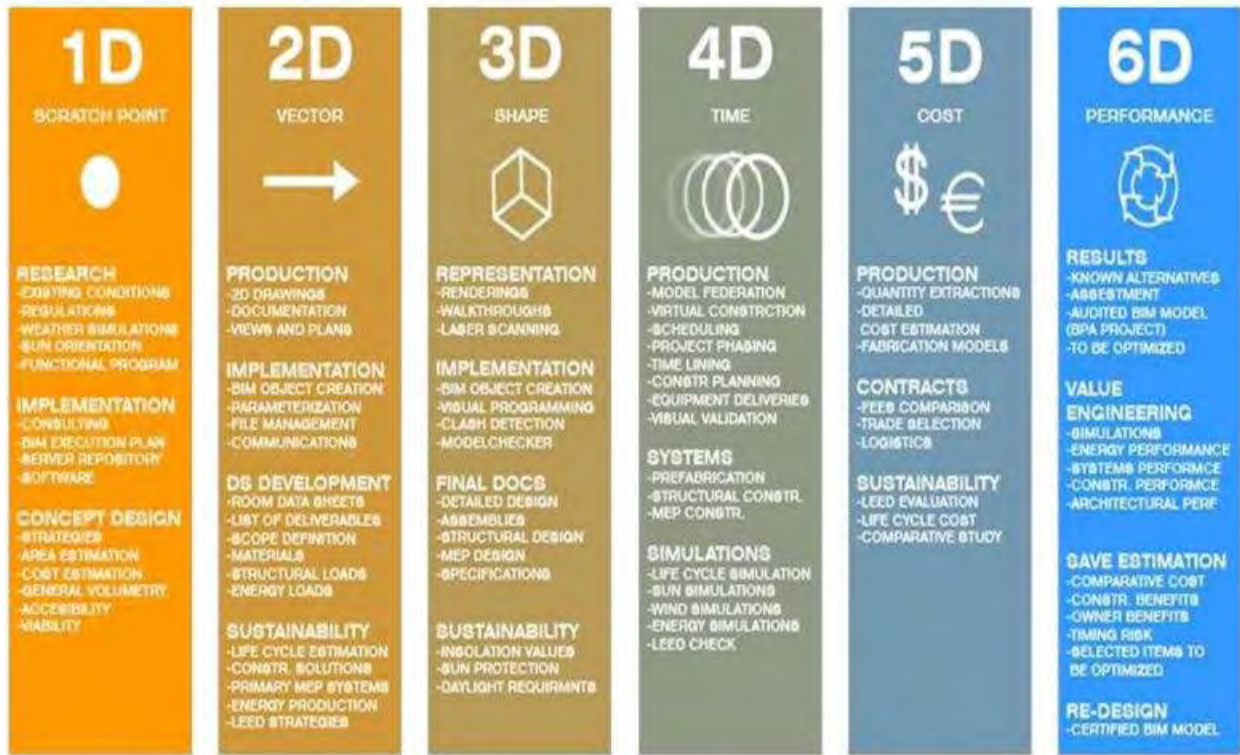 1D
SCRATCH POINT
RESEARCH
-EXISTING CONDITIONS
-REGULATIONS
-WEATHER SIMULATIONS
-SUN ORIENTATION
-FUNCTIONAL PROGRAM
IMPLEMENTATION
-CONSULTING
-BIM EXECUTION PLAN
-SERVER REPOSITORY
-SOFTWARE
CONCEPT DESIGN
-STRATEGIES
-AREA ESTIMATION
-COST ESTIMATION
-GENERAL VOLUMETRY
-ACCESIBILITY
-VIABILITY
2D
VECTOR
PRODUCTION
-2D DRAWINGS
-DOCUMENTATION
-VIEWS AND PLANS
IMPLEMENTATION
-BIM OBJECT CREATION
-PARAMETERIZATION
-FILE MANAGEMENT
-COMMUNICATIONS
DS DEVELOPMENT
-ROOM DATA SHEETS
-LIST OF DELIVERABLES
-SCOPE DEFINITION
-MATERIALS
-STRUCTURAL LOADS
-ENERGY LOADS
SUSTAINABILITY
-LIFE CYCLE ESTIMATION
-CONSTR. SOLUTIONS
-PRIMARY MEP SYSTEMS
-ENERGY PRODUCTION
-LEED STRATEGIES
3D
SHAPE
REPRESENTATION
-RENDERINGS
-WALKTHROUGHS
-LASER SCANNING
IMPLEMENTATION
-BIM OBJECT CREATION
-VISUAL PROGRAMMING
-CLASH DETECTION
-MODELCHECKER
FINAL DOCS
-DETAILED DESIGN
-ASSEMBLIES
-STRUCTURAL DESIGN
-MEP DESIGN
-SPECIFICATIONS
SUSTAINABILITY
-INSOLATION VALUES
-SUN PROTECTION
-DAYLIGHT REQUIRMNTS
4D
TIME
PRODUCTION
-MODEL FEDERATION
-VIRTUAL CONSTRCTION
-SCHEDULING
-PROJECT PHASING
-TIME LINING
-CONSTR PLANNING
-EQUIPMENT DELIVERIES
-VISUAL VALIDATION
SYSTEMS
-PREFABRICATION
-STRUCTURAL CONSTR.
-MEP CONSTR.
SIMULATIONS
-LIFE CYCLE SIMULATION
-SUN SIMULATIONS
-WIND SIMULATIONS
-ENERGY SIMULATIONS
-LEED CHECK
5D
COST
$ €
PRODUCTION
-QUANTITY EXTRACTIONS
-DETAILED
COST ESTIMATION
-FABRICATION MODELS
CONTRACTS
-FEES COMPARISON
-TRADE SELECTION
-LOGISTICS
SUSTAINABILITY
-LEED EVALUATION
-LIFE CYCLE COST
-COMPARATIVE STUDY
6D
PERFORMANCE
RESULTS
-KNOWN ALTERNATIVES
-ASSESTMENT
-AUDITED BIM MODEL
(BPA PROJECT)
-TO BE OPTIMIZED
VALUE
ENGINEERING
-SIMULATIONS
-ENERGY PERFORMANCE
-SYSTEMS PERFORMCE
-CONSTR. PERFORMCE
-ARCHITECTURAL PERF
SAVE ESTIMATION
-COMPARATIVE COST
-CONSTR. BENEFITS
-OWNER BENEFITS
-TIMING RISK
-SELECTED ITEMS TO
BE OPTIMIZED
RE-DESIGN
-CERTIFIED BIM MODEL